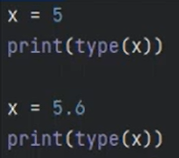 x = 5
print(type(x))
x = 5.6
print(type(x))